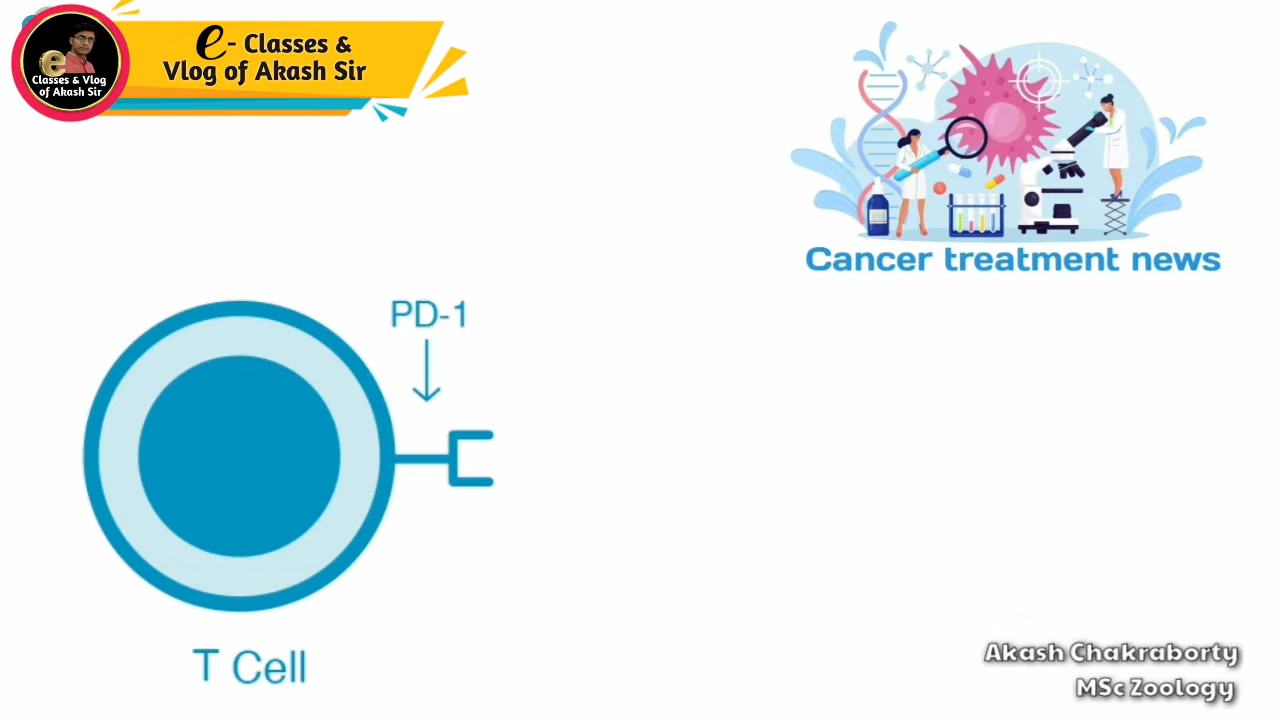 e - Classes &
Vlog of Akash Sir
e
Classes & Vlog
of Akash Sir
Cancer treatment news
PD-1
T Cell
Akash Chakraborty
MSc Zoology